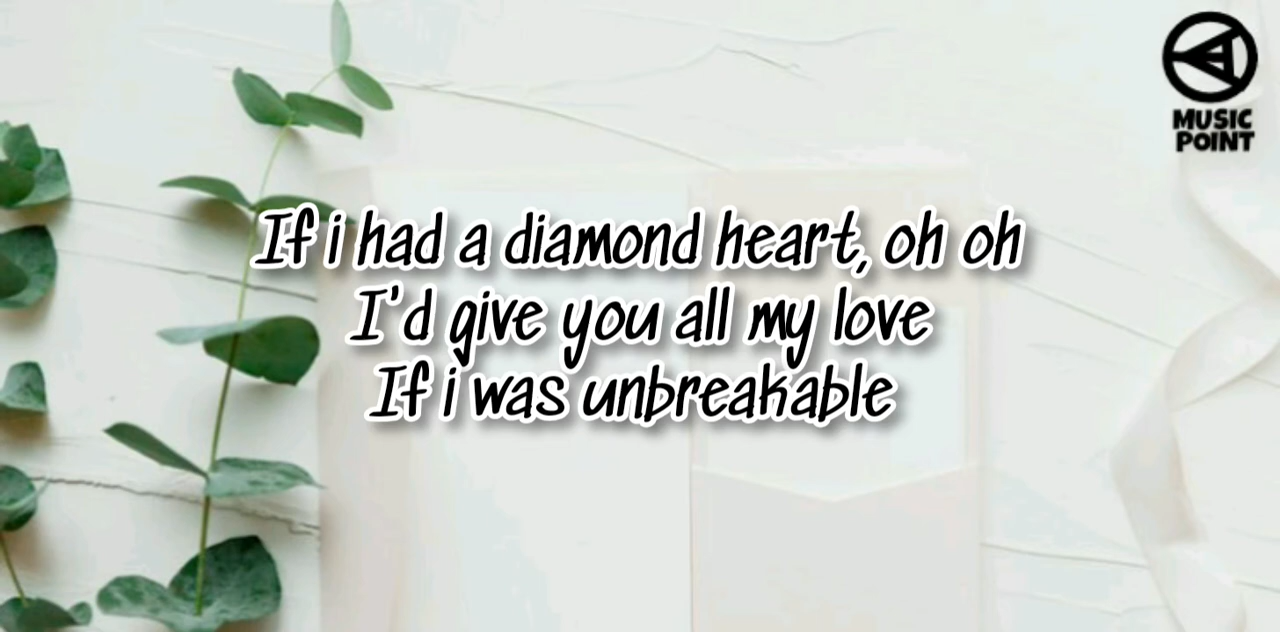 MUSIC
POINT
If i had a diamond heart, oh oh
I'd give you all my love
If i was unbreakable